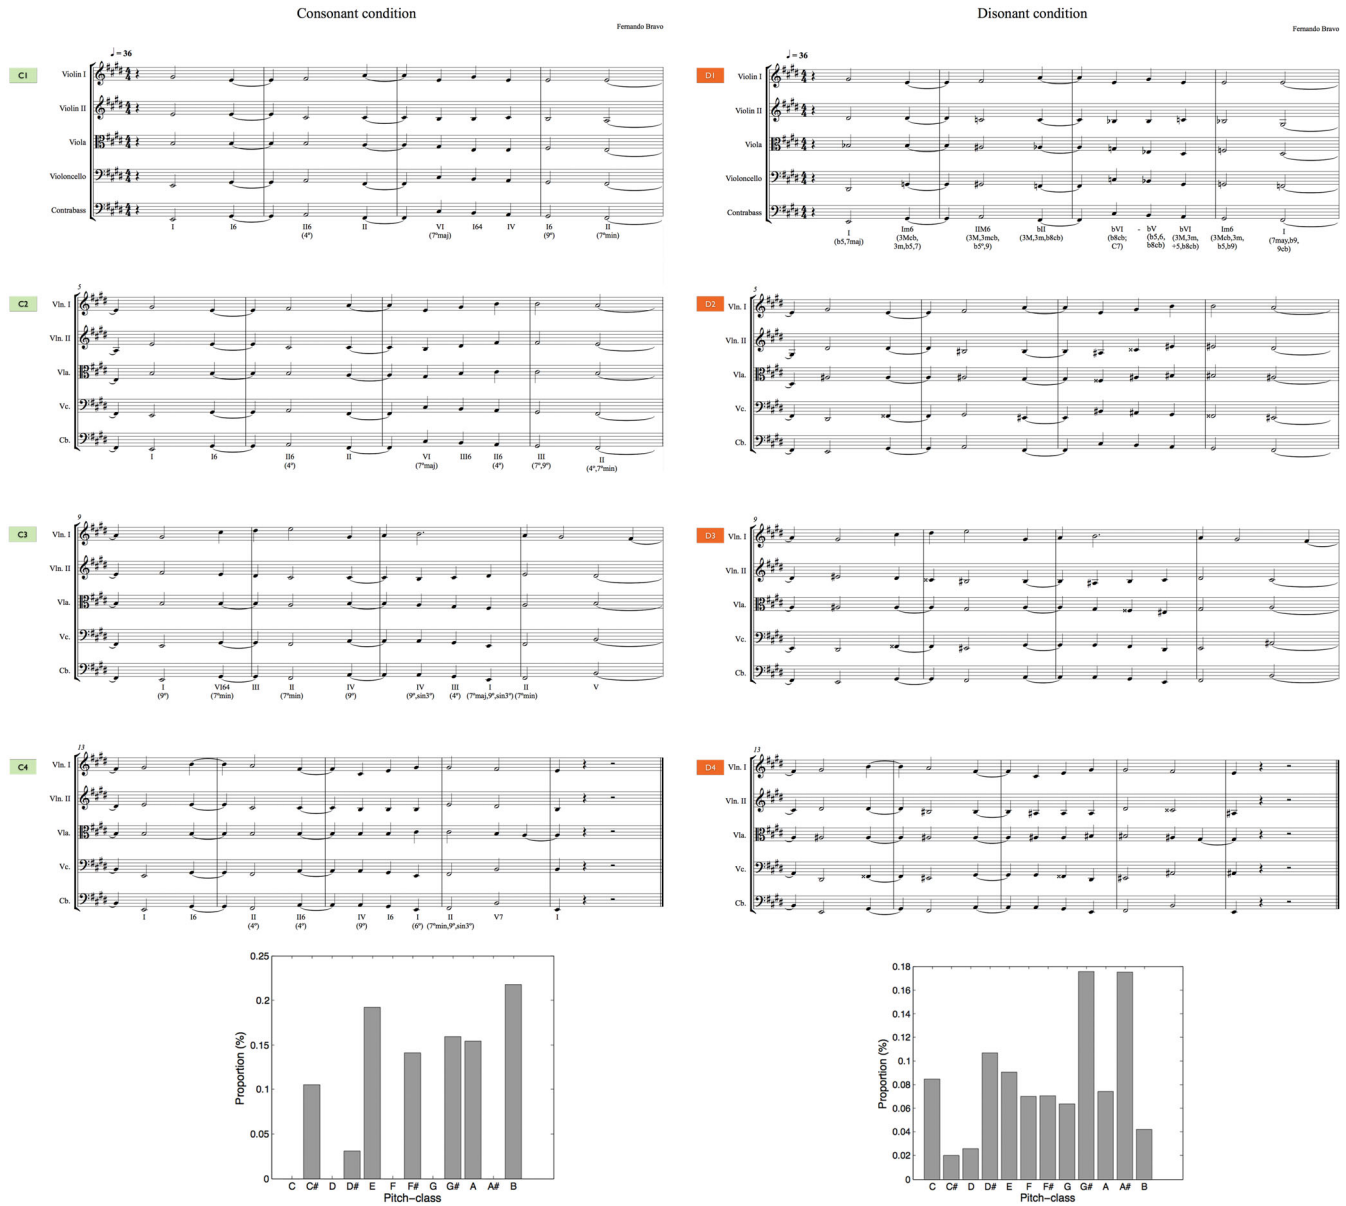 Consonant condition
Fernando Bravo
♩ = 36
C1
Violin I
Violin II
Viola
Violoncello
Contrabass
I I6 II6 II VI I64 IV I6 II
(4ª) (7ªmaj) (9ª) (7ªmin)
5
C2
Vln. I
Vln. II
Vla.
Vc.
Cb.
I I6 II6 II VI III6 II6 III II
(4ª) (7ªmaj) (4ª) (7ª,9ª) (4ª,7ªmin)
9
C3
Vln. I
Vln. II
Vla.
Vc.
Cb.
I VI64 III II IV IV III II V
(9ª) (7ªmin) (7ªmin) (9ª) (9ª,sin3ª) (4ª) (7ªmaj,9ª,sin3ª) (7ªmin)
13
C4
Vln. I
Vln. II
Vla.
Vc.
Cb.
I I6 II II6 IV I6 I II V7 I
(4ª) (4ª) (9ª) (6ª) (7ªmin,9ª,sin3ª)
0.25
0.2
0.15
0.1
0.05
0
Proportion (%)
C C# D D# E F F# G G# A A# B
Pitch-class
Disonant condition
Fernando Bravo
♩ = 36
D1
Violin I
Violin II
Viola
Violoncello
Contrabass
I Im6 IIM6 bII bVI - bV bVI Im6 I
(b5,7maj) (3Mcb, (3M,3mcb, (3M,3m,b8cb) (b8cb; (b5,6, (3M,3m, (3Mcb,3m, (7may,b9,
3m,b5,7) b5º,9) C7) b8cb) +5,b8cb) b5,b9) 9cb)
5
D2
Vln. I
Vln. II
Vla.
Vc.
Cb.
9
D3
Vln. I
Vln. II
Vla.
Vc.
Cb.
13
D4
Vln. I
Vln. II
Vla.
Vc.
Cb.
0.18
0.16
0.14
0.12
0.1
0.08
0.06
0.04
0.02
0
Proportion (%)
C C# D D# E F F# G G# A A# B
Pitch-class